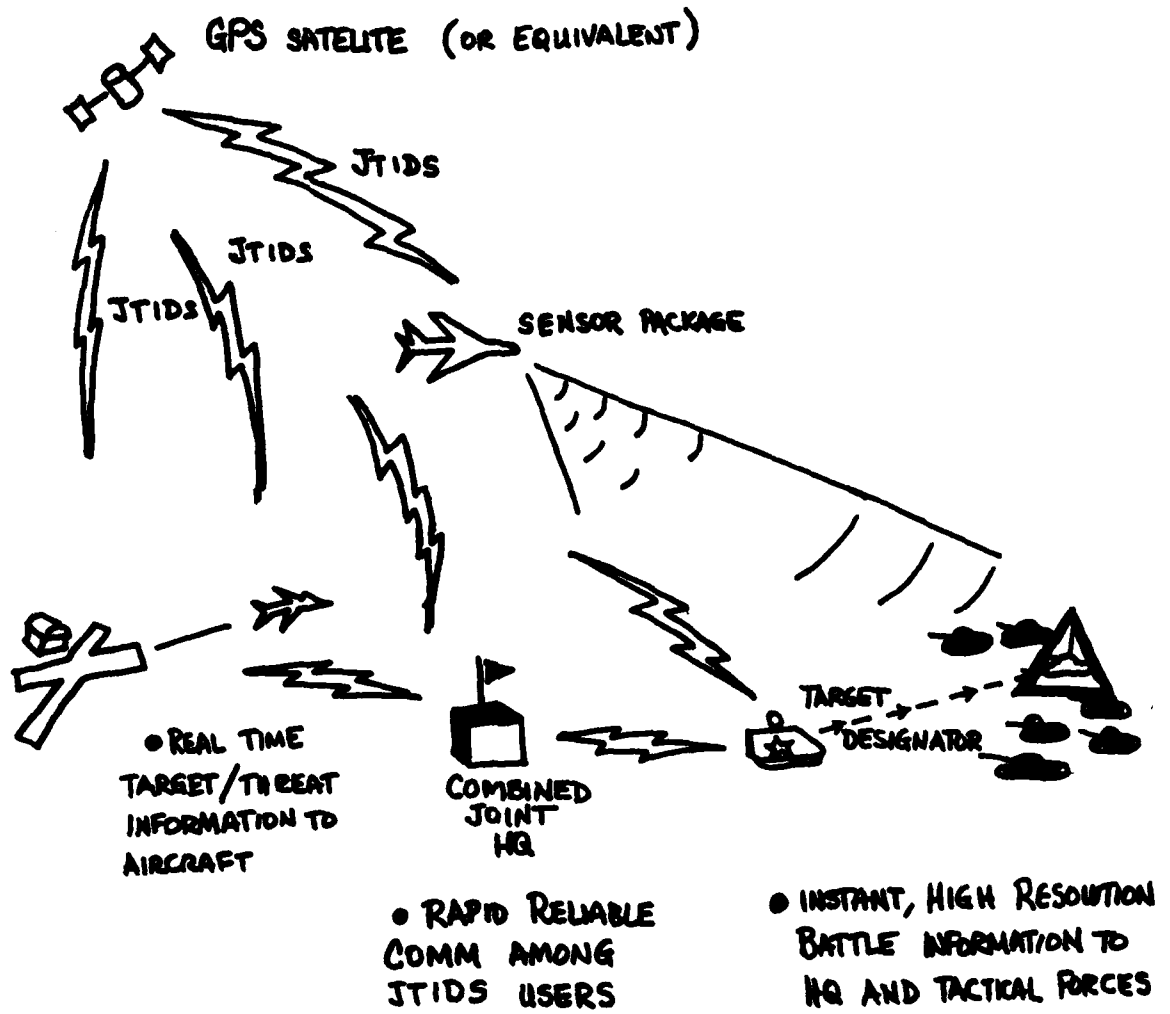 GPS SATELITE (OR EQUIVALENT)
JTIDS
JTIDS
JTIDS
SENSOR PACKAGE
TARGET
DESIGNATOR
• REAL TIME
TARGET/THREAT
INFORMATION TO
AIRCRAFT
COMBINED
JOINT
HQ
• RAPID RELIABLE
COMM AMONG
JTIDS USERS
• INSTANT, HIGH RESOLUTION
BATTLE INFORMATION TO
HQ AND TACTICAL FORCES